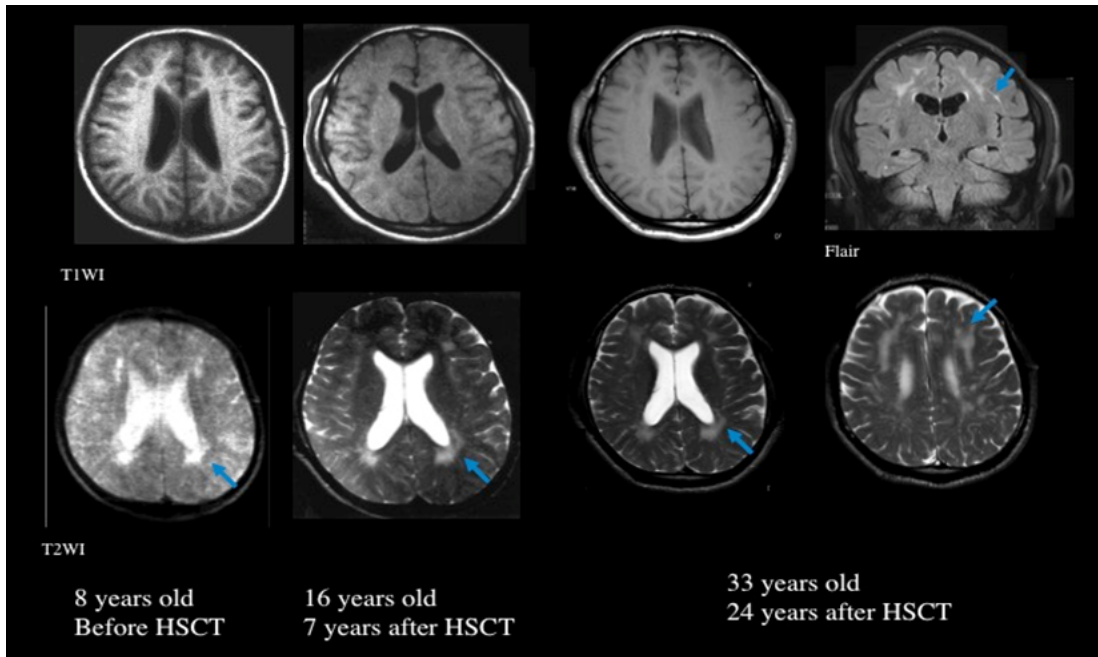 Flair
T1WI
T2WI
8 years old
Before HSCT
16 years old
7 years after HSCT
33 years old
24 years after HSCT